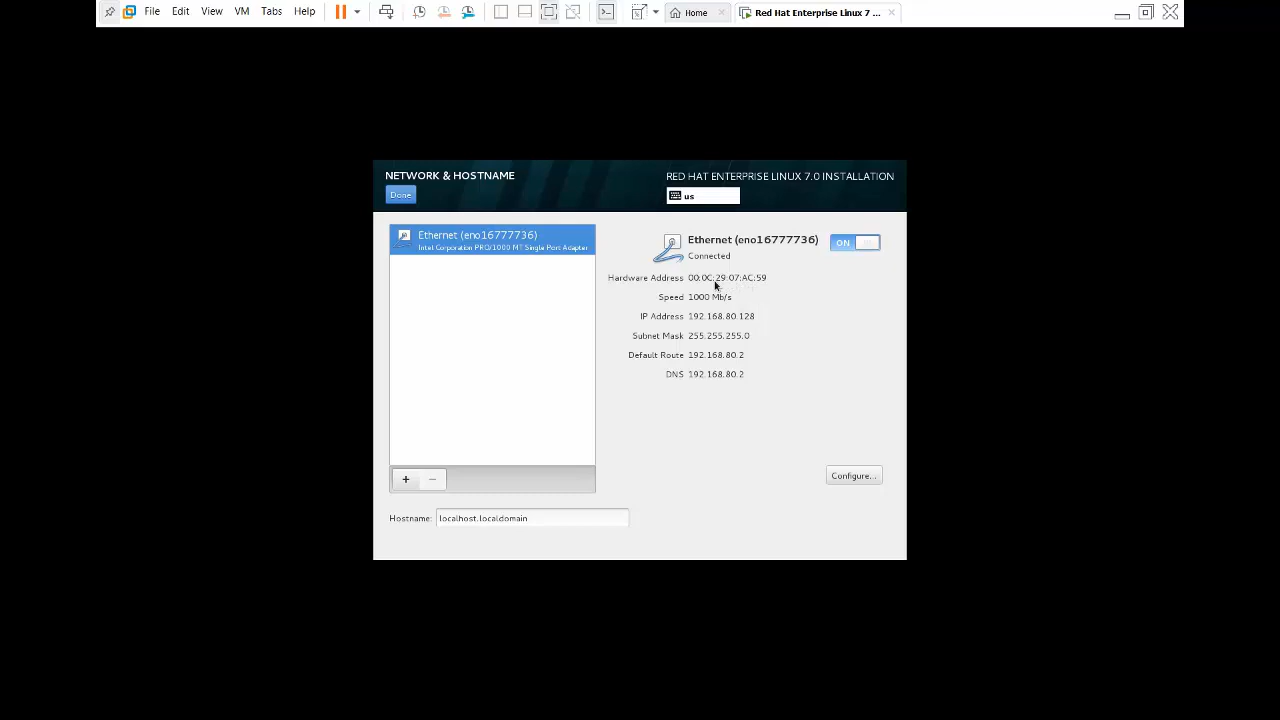 File Edit View VM Tabs Help Home Red Hat Enterprise Linux 7 ...
NETWORK & HOSTNAME
RED HAT ENTERPRISE LINUX 7.0 INSTALLATION
Done
us
Ethernet (eno16777736)
Intel Corporation PRO/1000 MT Single Port Adapter
Ethernet (eno16777736)
Connected
ON
Hardware Address 00:0C:29:07:AC:59
Speed 1000 Mb/s
IP Address 192.168.80.128
Subnet Mask 255.255.255.0
Default Route 192.168.80.2
DNS 192.168.80.2
+ −
Configure...
Hostname: localhost.localdomain